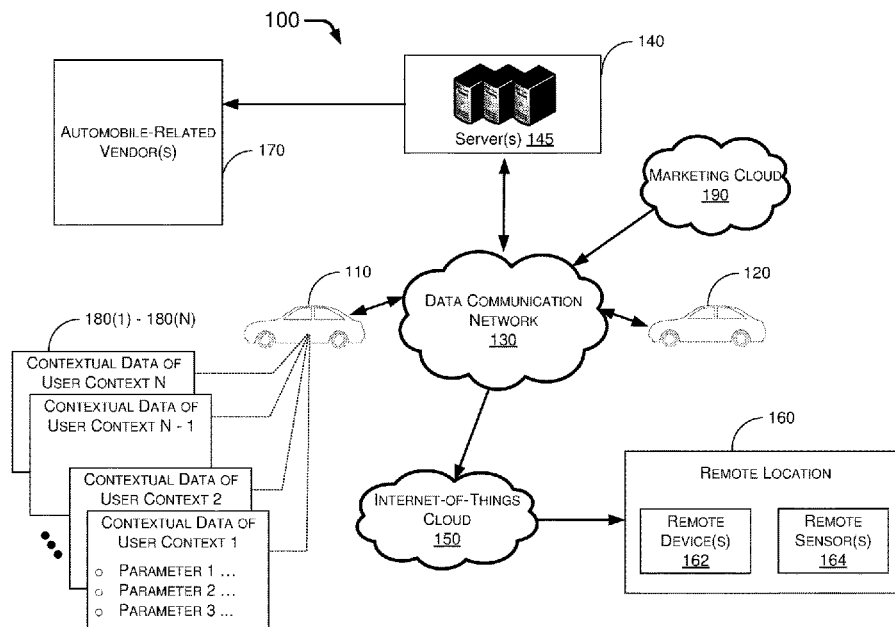 100
140
AUTOMOBILE-RELATED
VENDOR(S)
170
Server(s) 145
MARKETING CLOUD
190
110
120
DATA COMMUNICATION
NETWORK
130
180(1) - 180(N)
CONTEXTUAL DATA OF
USER CONTEXT N
CONTEXTUAL DATA OF
USER CONTEXT N - 1
CONTEXTUAL DATA OF
USER CONTEXT 2
CONTEXTUAL DATA OF
USER CONTEXT 1
PARAMETER 1 ...
PARAMETER 2 ...
PARAMETER 3 ...
INTERNET-OF-THINGS
CLOUD
150
160
REMOTE LOCATION
REMOTE
DEVICE(S)
162
REMOTE
SENSOR(S)
164